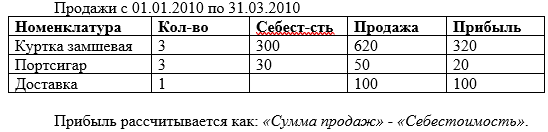 Продажи с 01.01.2010 по 31.03.2010
Номенклатура Кол-во Себест-сть Продажа Прибыль
Куртка замшевая 3 300 620 320
Портсигар 3 30 50 20
Доставка 1 100 100
Прибыль рассчитывается как: «Сумма продаж» - «Себестоимость».